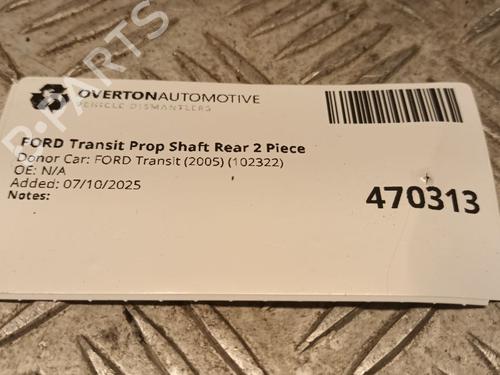 B-PARTS
OVERTONAUTOMOTIVE
VEHICLE DISMANTLERS
FORD Transit Prop Shaft Rear 2 Piece
Donor Car: FORD Transit (2005) (102322)
OE: N/A
Added: 07/10/2025
Notes:
470313